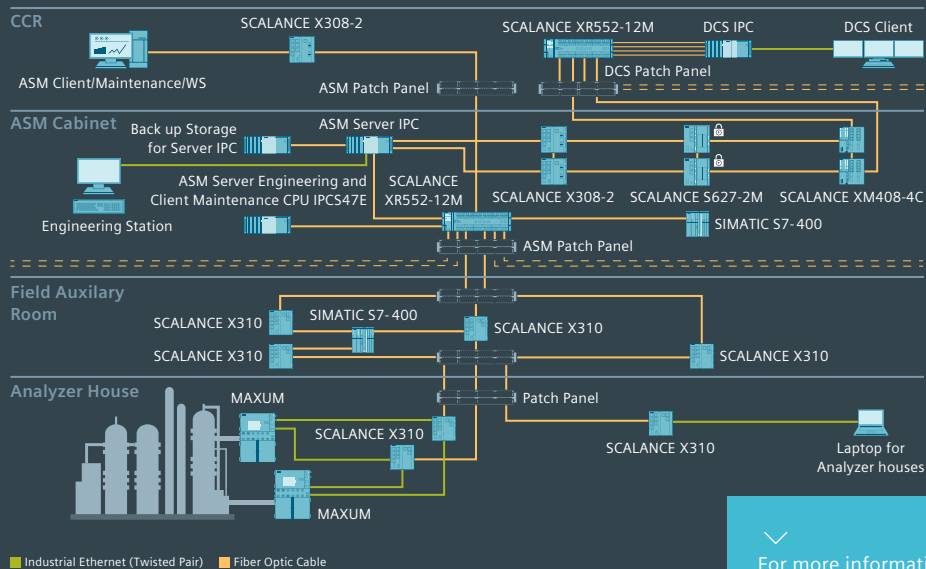 CCR
SCALANCE X308-2
SCALANCE XR552-12M
DCS IPC
DCS Client
ASM Client/Maintenance/WS
ASM Patch Panel
DCS Patch Panel
ASM Cabinet
Back up Storage
for Server IPC
ASM Server IPC
ASM Server Engineering and
Client Maintenance CPU IPCS47E
SCALANCE
XR552-12M
SCALANCE X308-2
SCALANCE S627-2M
SCALANCE XM408-4C
Engineering Station
SIMATIC S7-400
ASM Patch Panel
Field Auxilary
Room
SCALANCE X310
SIMATIC S7-400
SCALANCE X310
SCALANCE X310
SCALANCE X310
Analyzer House
MAXUM
Patch Panel
SCALANCE X310
SCALANCE X310
Laptop for
Analyzer houses
MAXUM
Industrial Ethernet (Twisted Pair)
Fiber Optic Cable
For more informati